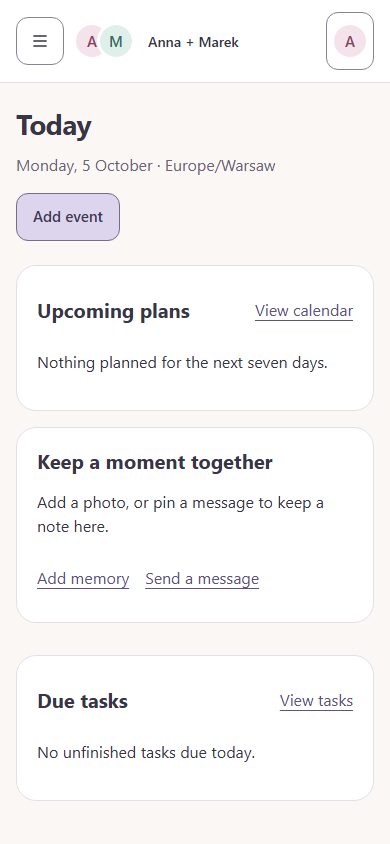 ☰ A M Anna + Marek A
Today
Monday, 5 October · Europe/Warsaw
Add event
Upcoming plans View calendar
Nothing planned for the next seven days.
Keep a moment together
Add a photo, or pin a message to keep a
note here.
Add memory Send a message
Due tasks View tasks
No unfinished tasks due today.